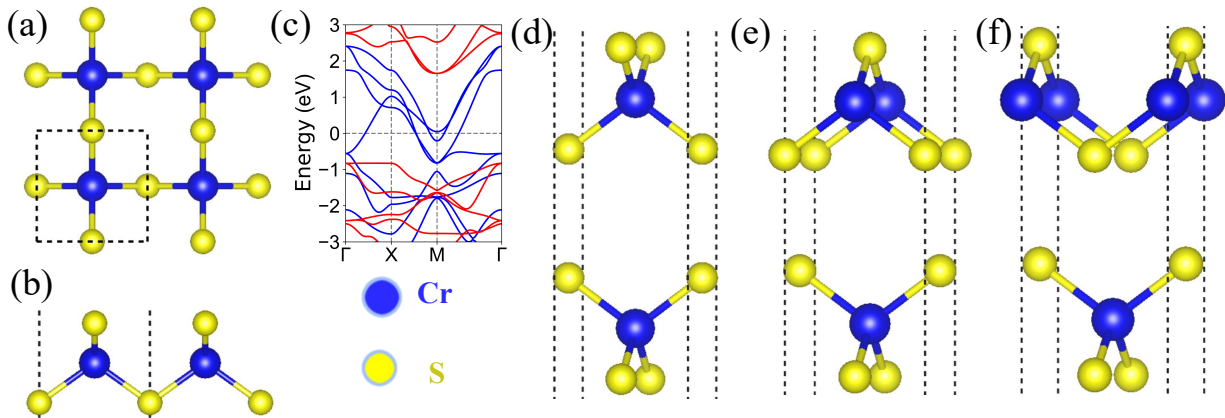 (a)
(b)
(c)
Energy (eV)
3
2
1
0
−1
−2
−3
Γ X M Γ
Cr
S
(d)
(e)
(f)